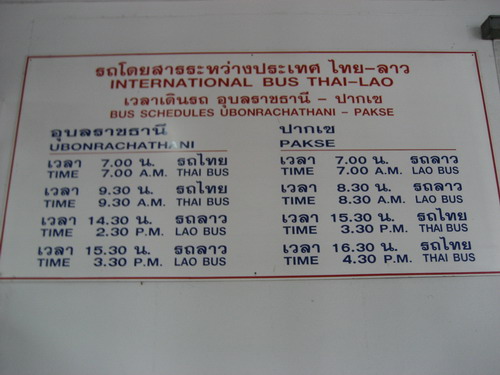 รถโดยสารระหว่างประเทศ ไทย-ลาว
INTERNATIONAL BUS THAI-LAO
เวลาเดินรถ อุบลราชธานี - ปากเซ
BUS SCHEDULES UBONRACHATHANI - PAKSE
อุบลราชธานี
UBONRACHATHANI
เวลา 7.00 น. รถไทย
TIME 7.00 A.M. THAI BUS
เวลา 9.30 น. รถไทย
TIME 9.30 A.M. THAI BUS
เวลา 14.30 น. รถลาว
TIME 2.30 P.M. LAO BUS
เวลา 15.30 น. รถลาว
TIME 3.30 P.M. LAO BUS
ปากเซ
PAKSE
เวลา 7.00 น. รถลาว
TIME 7.00 A.M. LAO BUS
เวลา 8.30 น. รถลาว
TIME 8.30 A.M. LAO BUS
เวลา 15.30 น. รถไทย
TIME 3.30 P.M. THAI BUS
เวลา 16.30 น. รถไทย
TIME 4.30 P.M. THAI BUS